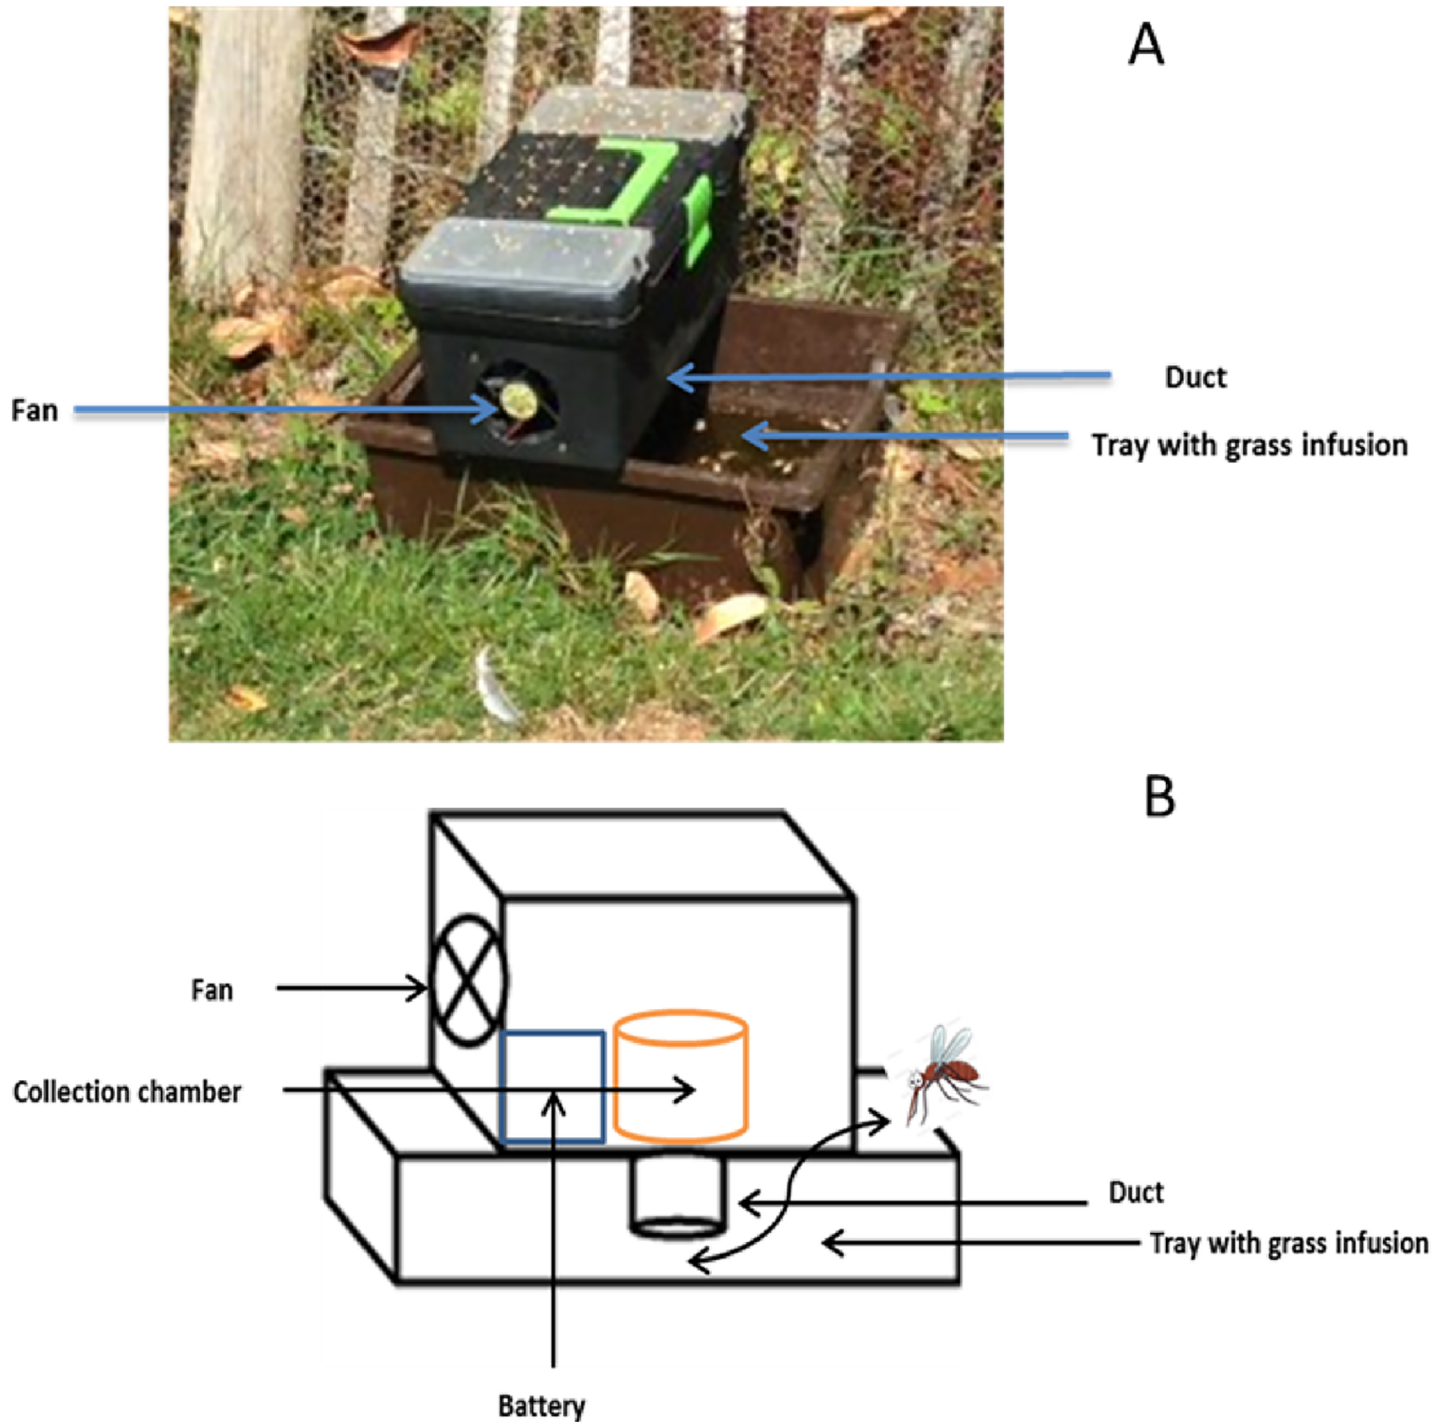 A
Duct
Fan
Tray with grass infusion
B
Fan
Collection chamber
Duct
Tray with grass infusion
Battery